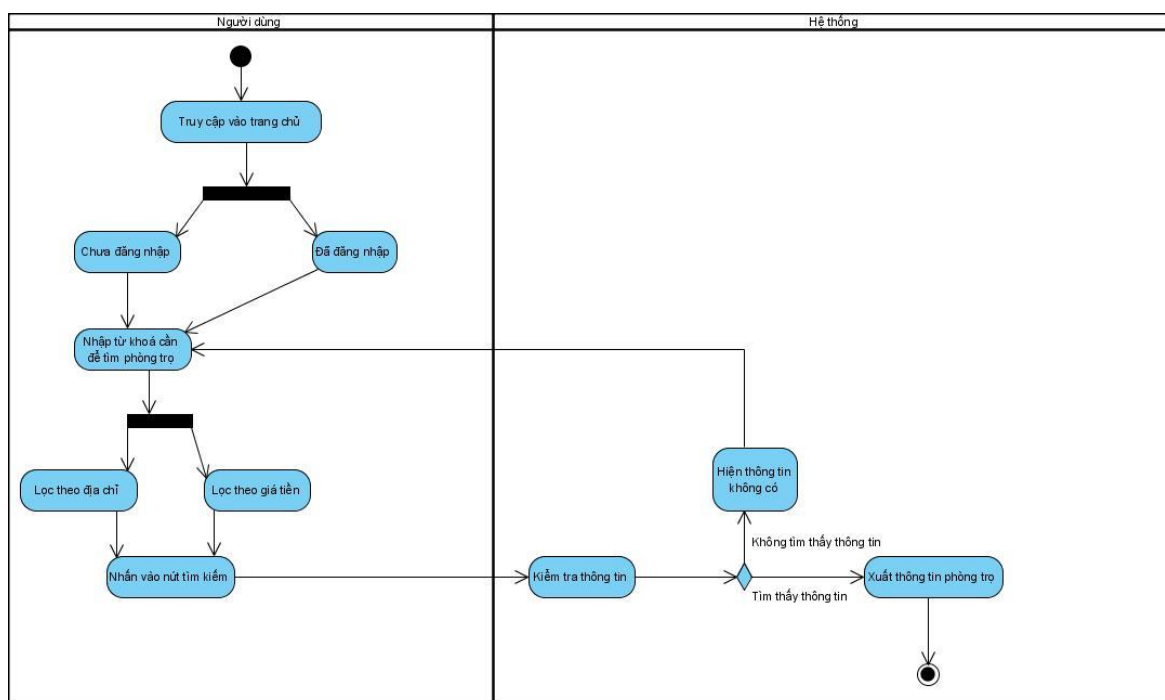 Người dùng
Hệ thống
Truy cập vào trang chủ
Chưa đăng nhập
Đã đăng nhập
Nhập từ khoá cần
để tìm phòng trọ
Lọc theo địa chỉ
Lọc theo giá tiền
Nhấn vào nút tìm kiếm
Kiểm tra thông tin
Hiện thông tin
không có
Không tìm thấy thông tin
Tìm thấy thông tin
Xuất thông tin phòng trọ